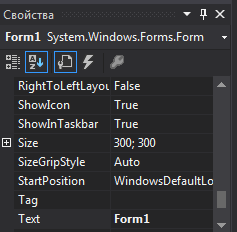 Свойства
Form1 System.Windows.Forms.Form
RightToLeftLayou False
ShowIcon True
ShowInTaskbar True
Size 300; 300
SizeGripStyle Auto
StartPosition WindowsDefaultLo
Tag
Text Form1